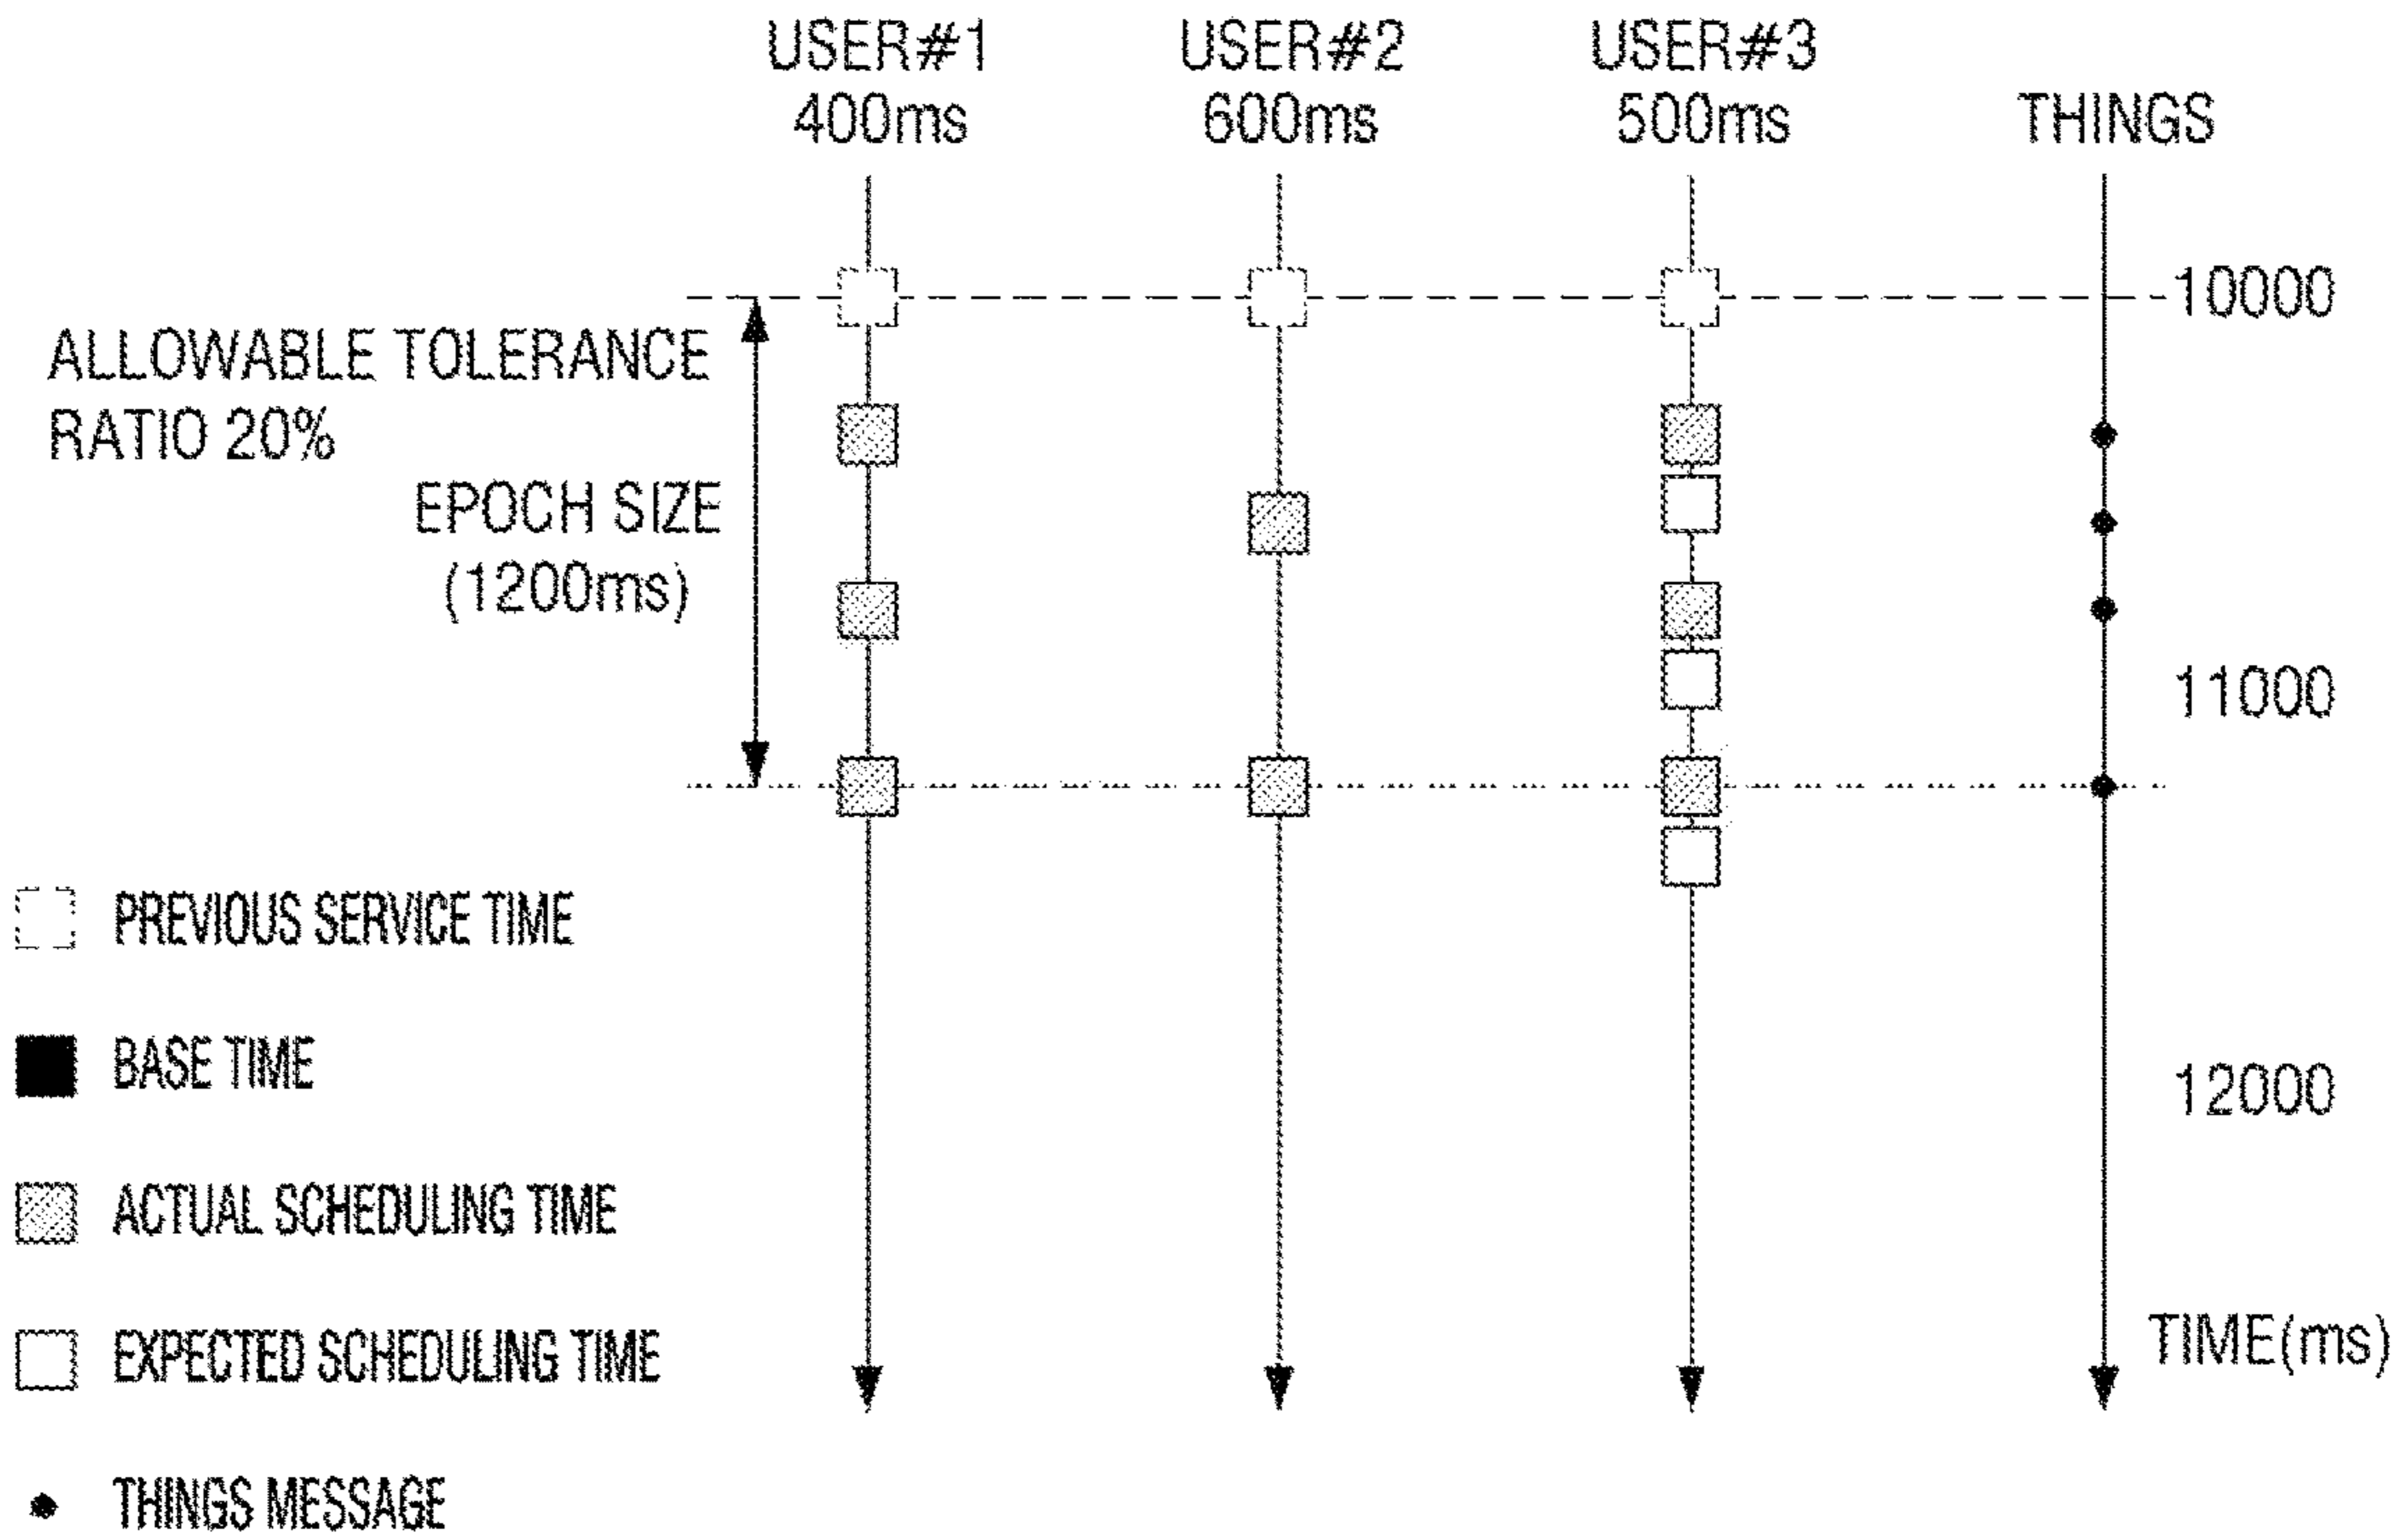 USER#1
400ms
USER#2
600ms
USER#3
500ms
THINGS
10000
ALLOWABLE TOLERANCE
RATIO 20%
EPOCH SIZE
(1200ms)
11000
PREVIOUS SERVICE TIME
BASE TIME
12000
ACTUAL SCHEDULING TIME
EXPECTED SCHEDULING TIME
TIME(ms)
THINGS MESSAGE